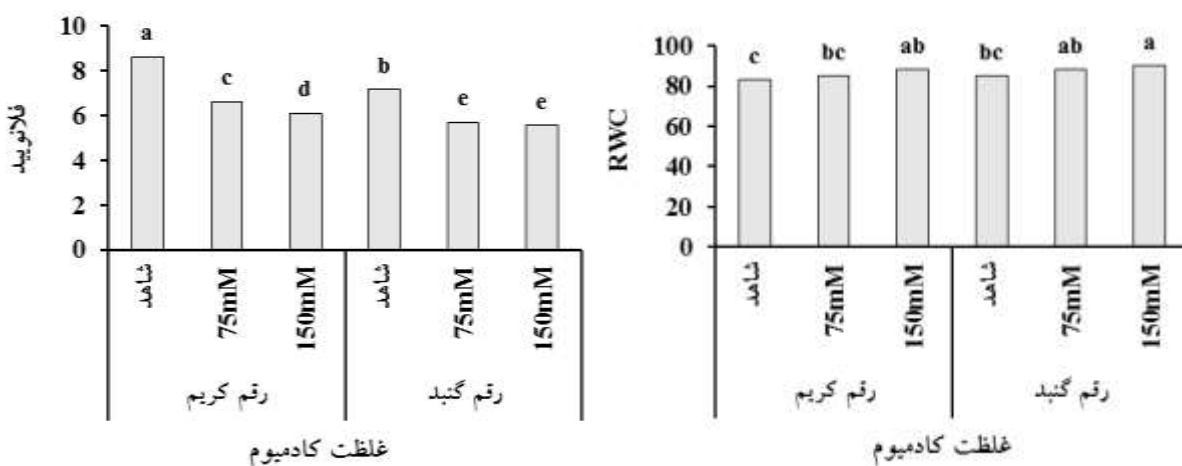 فلانویید
10
8
6
4
2
0
a
c
d
b
e
e
شاهد
75mM
150mM
شاهد
75mM
150mM
رقم کریم
رقم گنبد
غلظت کادمیوم
RWC
100
80
60
40
20
0
c
bc
ab
bc
ab
a
شاهد
75mM
150mM
شاهد
75mM
150mM
رقم کریم
رقم گنبد
غلظت کادمیوم